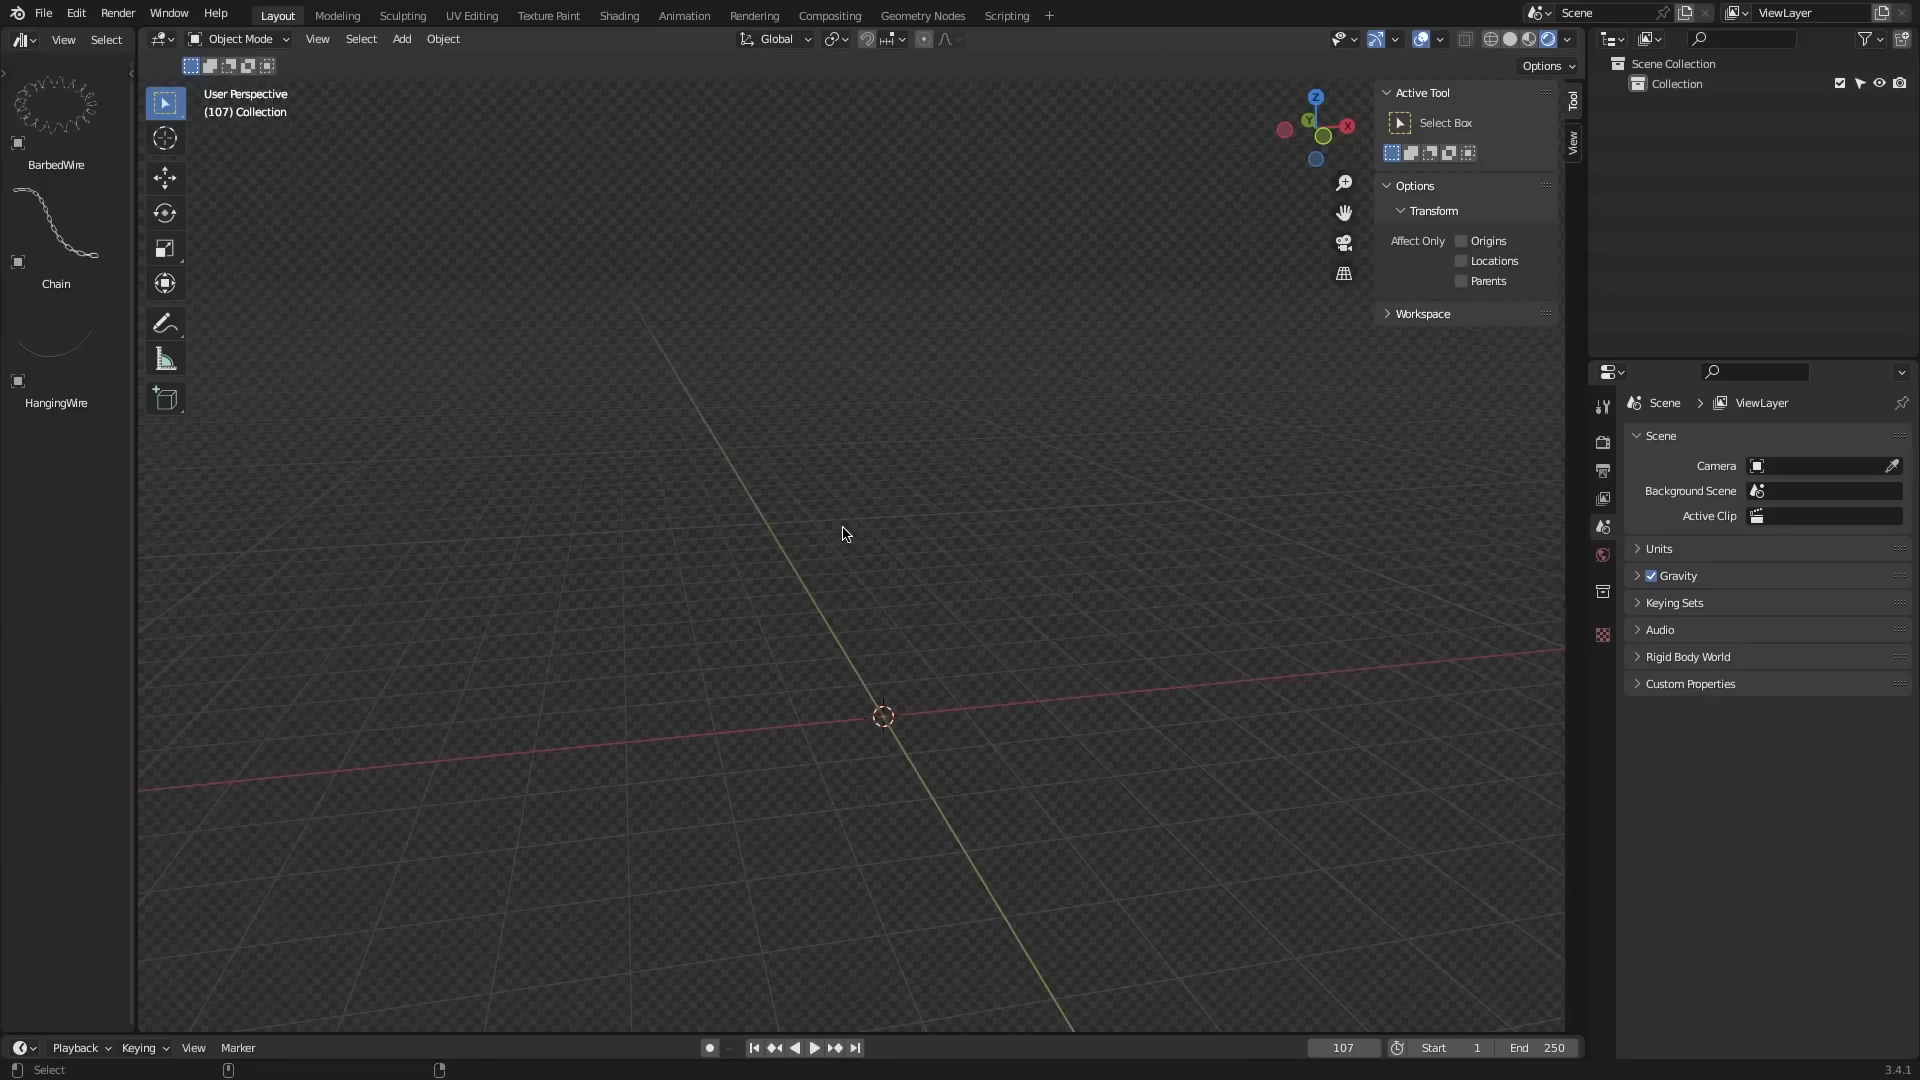 File Edit Render Window Help Layout Modeling Sculpting UV Editing Texture Paint Shading Animation Rendering Compositing Geometry Nodes Scripting + Scene ViewLayer
View Select Object Mode View Select Add Object Global
Options
User Perspective
(107) Collection
BarbedWire
Chain
HangingWire
Z
Y
X
Active Tool
Select Box
Options
Transform
Affect Only Origins
Locations
Parents
Workspace
Tool
View
Scene Collection
Collection
Scene > ViewLayer
Scene
Camera
Background Scene
Active Clip
Units
Gravity
Keying Sets
Audio
Rigid Body World
Custom Properties
Playback Keying View Marker 107 Start 1 End 250
Select 3.4.1